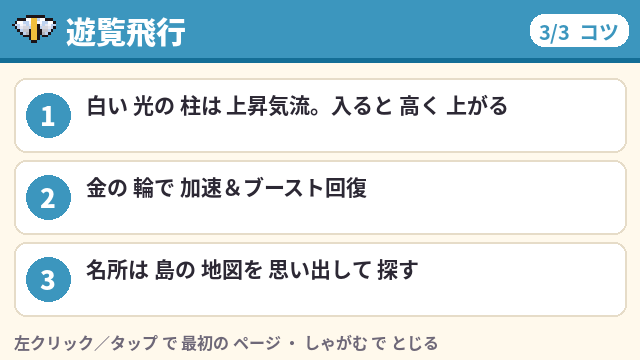 遊覧飛行
3/3 コツ
1 白い 光の 柱は 上昇気流。入ると 高く 上がる
2 金の 輪で 加速＆ブースト回復
3 名所は 島の 地図を 思い出して 探す
左クリック／タップ で 最初の ページ ・ しゃがむ で とじる